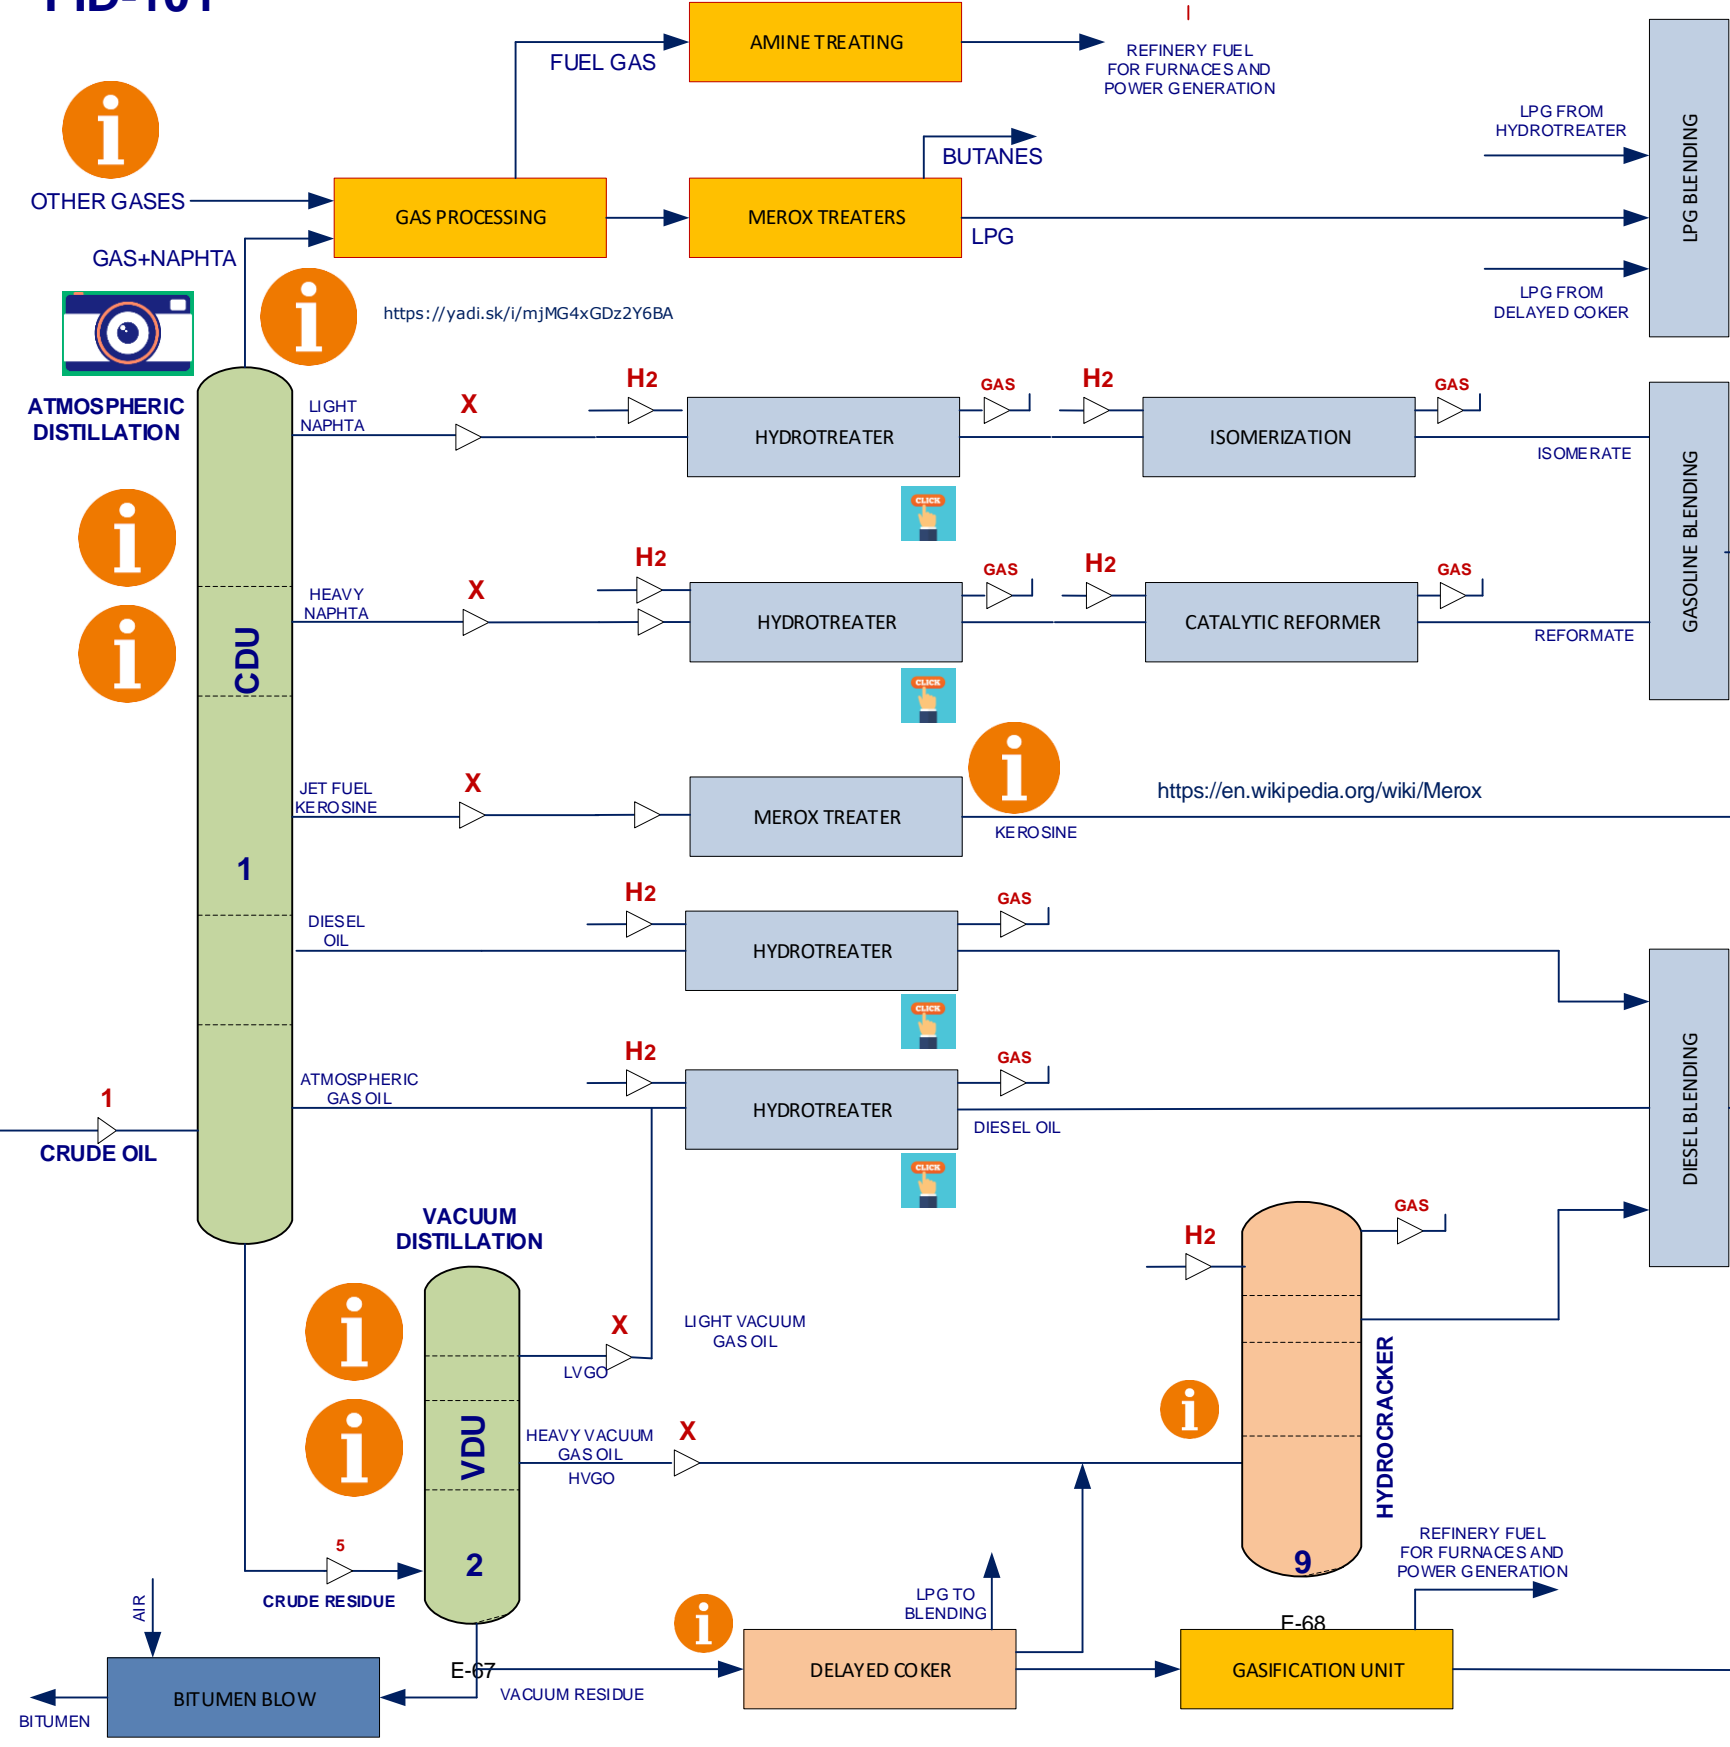 AMINE TREATING
FUEL GAS
REFINERY FUEL
FOR FURNACES AND
POWER GENERATION
LPG FROM
HYDROTREATER
BUTANES
OTHER GASES
GAS PROCESSING
MEROX TREATERS
LPG
LPG BLENDING
GAS+NAPHTA
LPG FROM
DELAYED COKER
https://yadi.sk/i/mjMG4xGDz2Y6BA
ATMOSPHERIC
DISTILLATION
LIGHT
NAPHTA
X
H2
HYDROTREATER
GAS
H2
ISOMERIZATION
GAS
ISOMERATE
CLICK
GASOLINE BLENDING
HEAVY
NAPHTA
X
H2
HYDROTREATER
GAS
H2
CATALYTIC REFORMER
GAS
REFORMATE
CLICK
CDU
1
JET FUEL
KEROSINE
X
MEROX TREATER
KEROSINE
https://en.wikipedia.org/wiki/Merox
DIESEL
OIL
H2
HYDROTREATER
GAS
CLICK
ATMOSPHERIC
GAS OIL
H2
HYDROTREATER
GAS
DIESEL OIL
CLICK
DIESEL BLENDING
1
CRUDE OIL
VACUUM
DISTILLATION
X
LVGO
LIGHT VACUUM
GAS OIL
H2
GAS
HYDROCRACKER
9
VDU
2
HEAVY VACUUM
GAS OIL
HVGO
X
5
CRUDE RESIDUE
AIR
BITUMEN BLOW
BITUMEN
E-67
VACUUM RESIDUE
LPG TO
BLENDING
DELAYED COKER
E-68
GASIFICATION UNIT
REFINERY FUEL
FOR FURNACES AND
POWER GENERATION